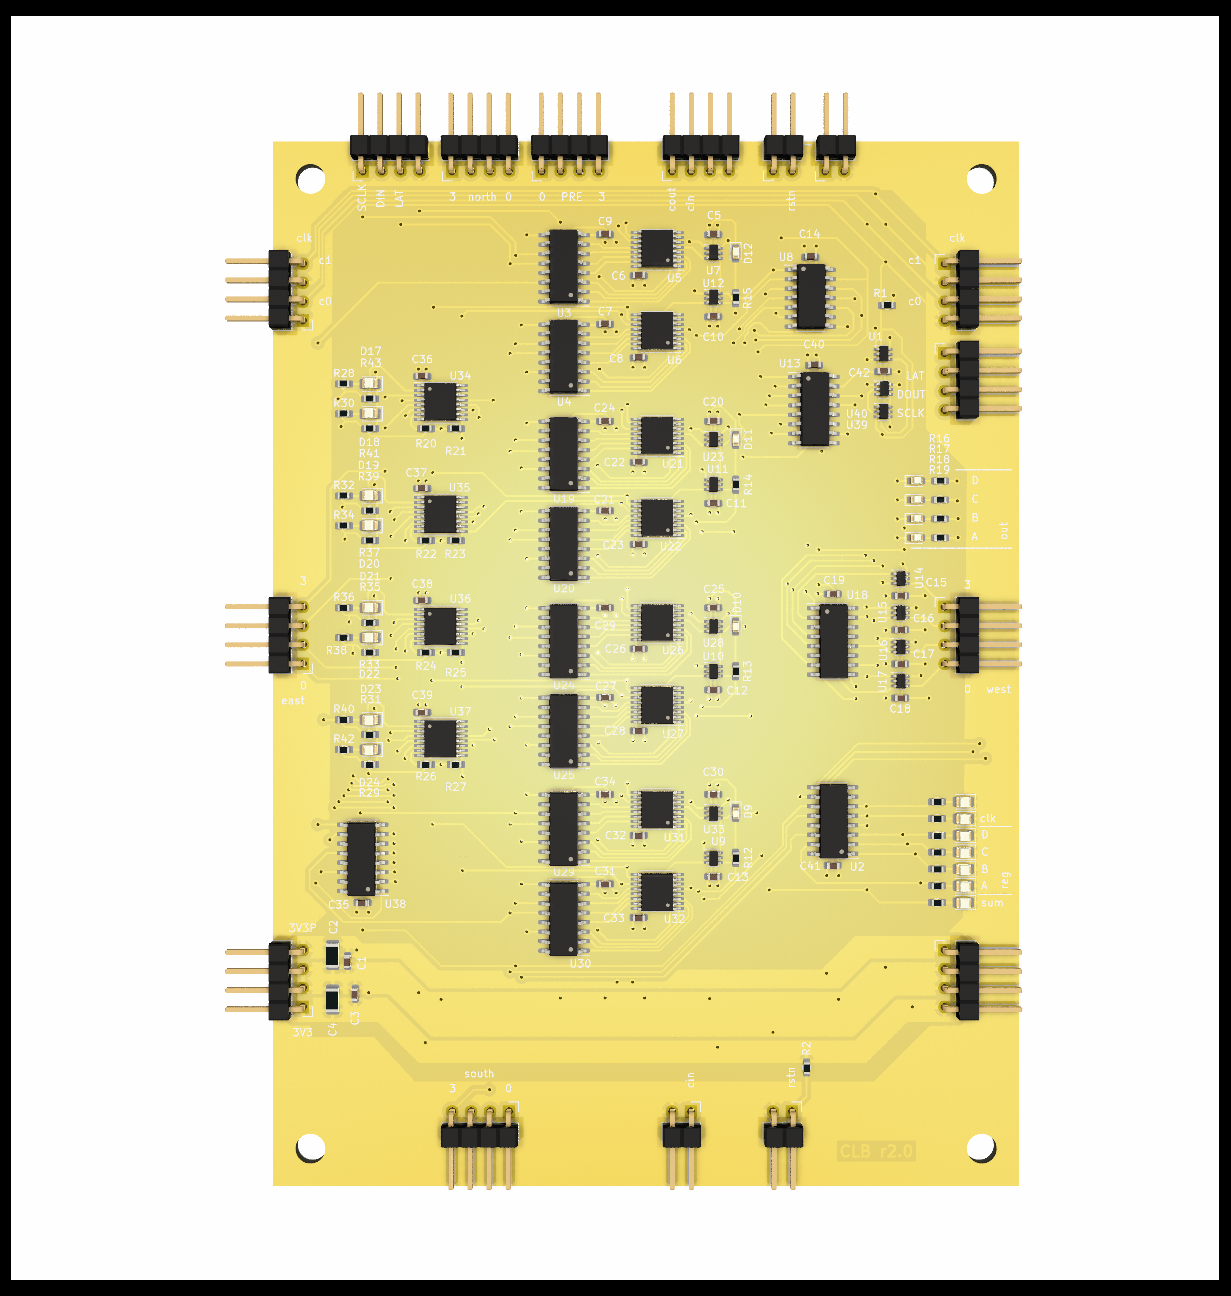 SCLK DIN LAT
3 north 0
0 PRE 3
cout cin
rstn
clk
c1
c0
clk
c1
c0
C9
C5
C14
U8
D12
C6
U5
U7
U12
R15
R1
U3
C7
C10
C40
U1
D17
R43
C36
C8
U6
U13
C42
LAT
R28
U34
DOUT
R30
U4
C24
C20
U40
SCLK
U39
D18
R41
R20
R21
D11
U23
R16
R17
R18
R19
D19
R39
C37
C22
U21
U11
R14
D
R32
U35
U19
C21
C11
C
R34
B
out
R37
R22
R23
C23
U22
A
D20
D21
R35
C38
U20
U14
C15
3
3
R36
U36
C25
D10
C19
U18
U15
C16
C29
R38
C26
U26
U28
U16
C17
R33
R24
R25
U10
R13
D22
U17
0
D23
R31
U24
C27
C12
0 west
east
C39
C18
R40
U37
C28
U27
R42
R26
R27
U25
D24
R29
C34
C30
D9
clk
C32
U31
U33
D
U9
R12
C
C41
U2
B
reg
U29
C31
C13
A
C35
U38
C33
U32
sum
3V3P
C2
C1
U30
3V3
C4
C3
R2
south
3 0
cin
rstn
CLB r2.0